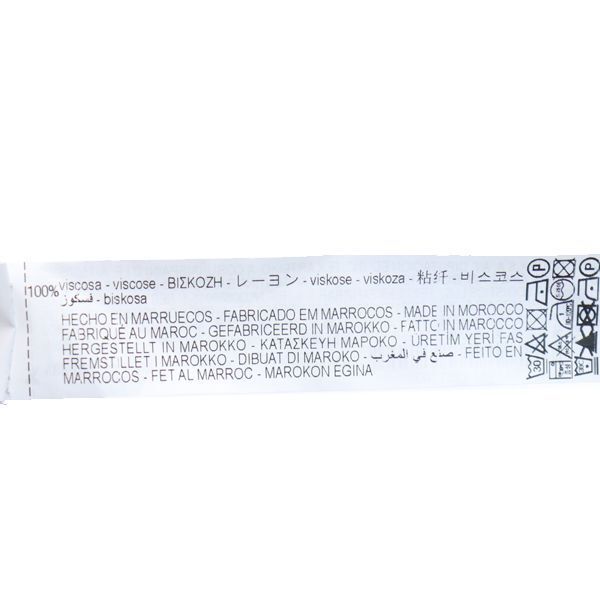 100% viscosa - viscose - ΒΙΣΚΟΖΗ - レーヨン - viskose - viskoza - 粘纤 - 비스코스
فسكوز - biskosa
HECHO EN MARRUECOS - FABRICADO EM MARROCOS - MADE IN MOROCCO
FABRIQUÉ AU MAROC - GEFABRICEERD IN MAROKKO - FATTO IN MAROCCO
HERGESTELLT IN MAROKKO - ΚΑΤΑΣΚΕΥΗ ΜΑΡΟΚΟ - ÜRETİM YERİ FAS
FREMSTILLET I MAROKKO - DIBUAT DI MAROKO - صنع في المغرب - FEITO EN
MARROCOS - FET AL MARROC - MAROKON EGINA
P
30
P